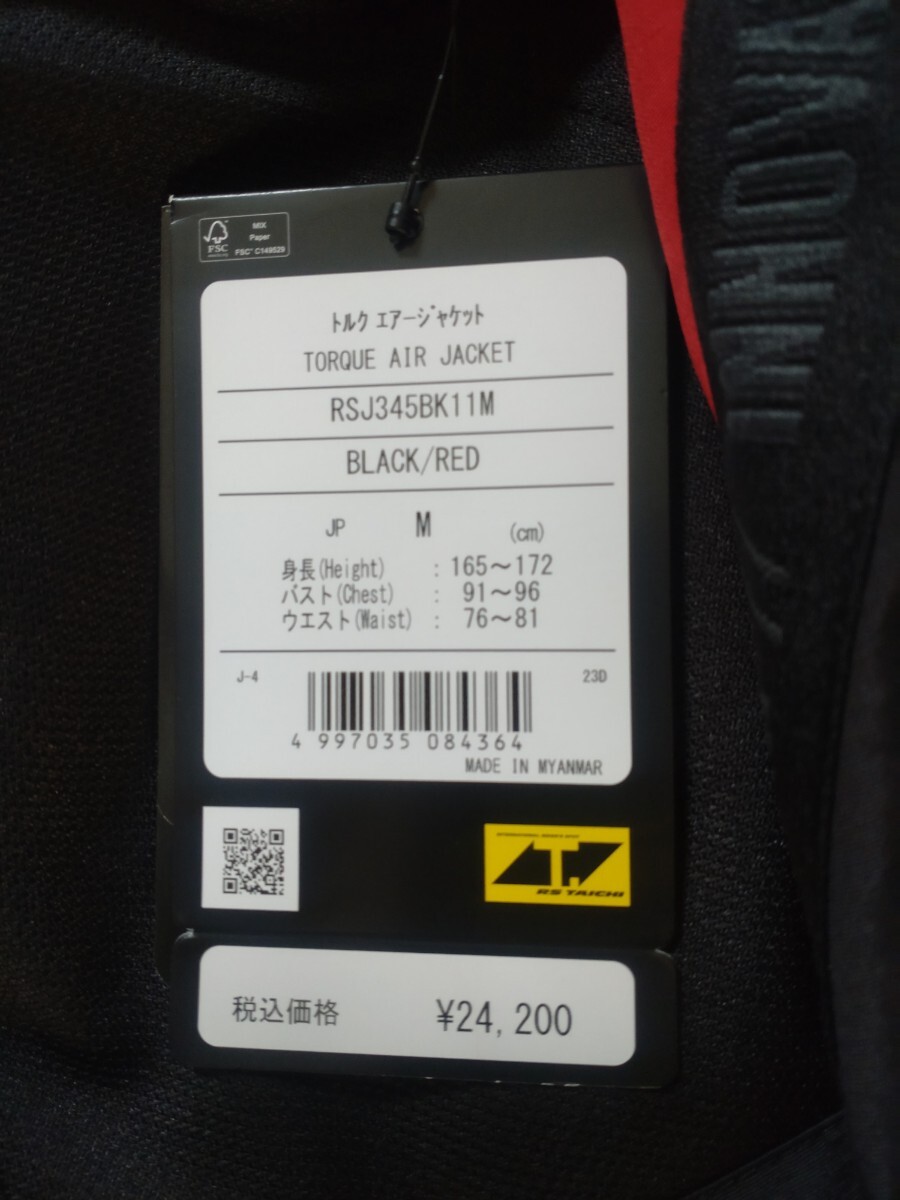 MIX
Paper
FSC
FSC® C149529
トルク エアージャケット
TORQUE AIR JACKET
RSJ345BK11M
BLACK/RED
JP M (cm)
身長(Height) : 165～172
バスト(Chest) : 91～96
ウエスト(Waist) : 76～81
J-4 23D
4 997035 084364
MADE IN MYANMAR
RS TAICHI
税込価格 ¥24,200